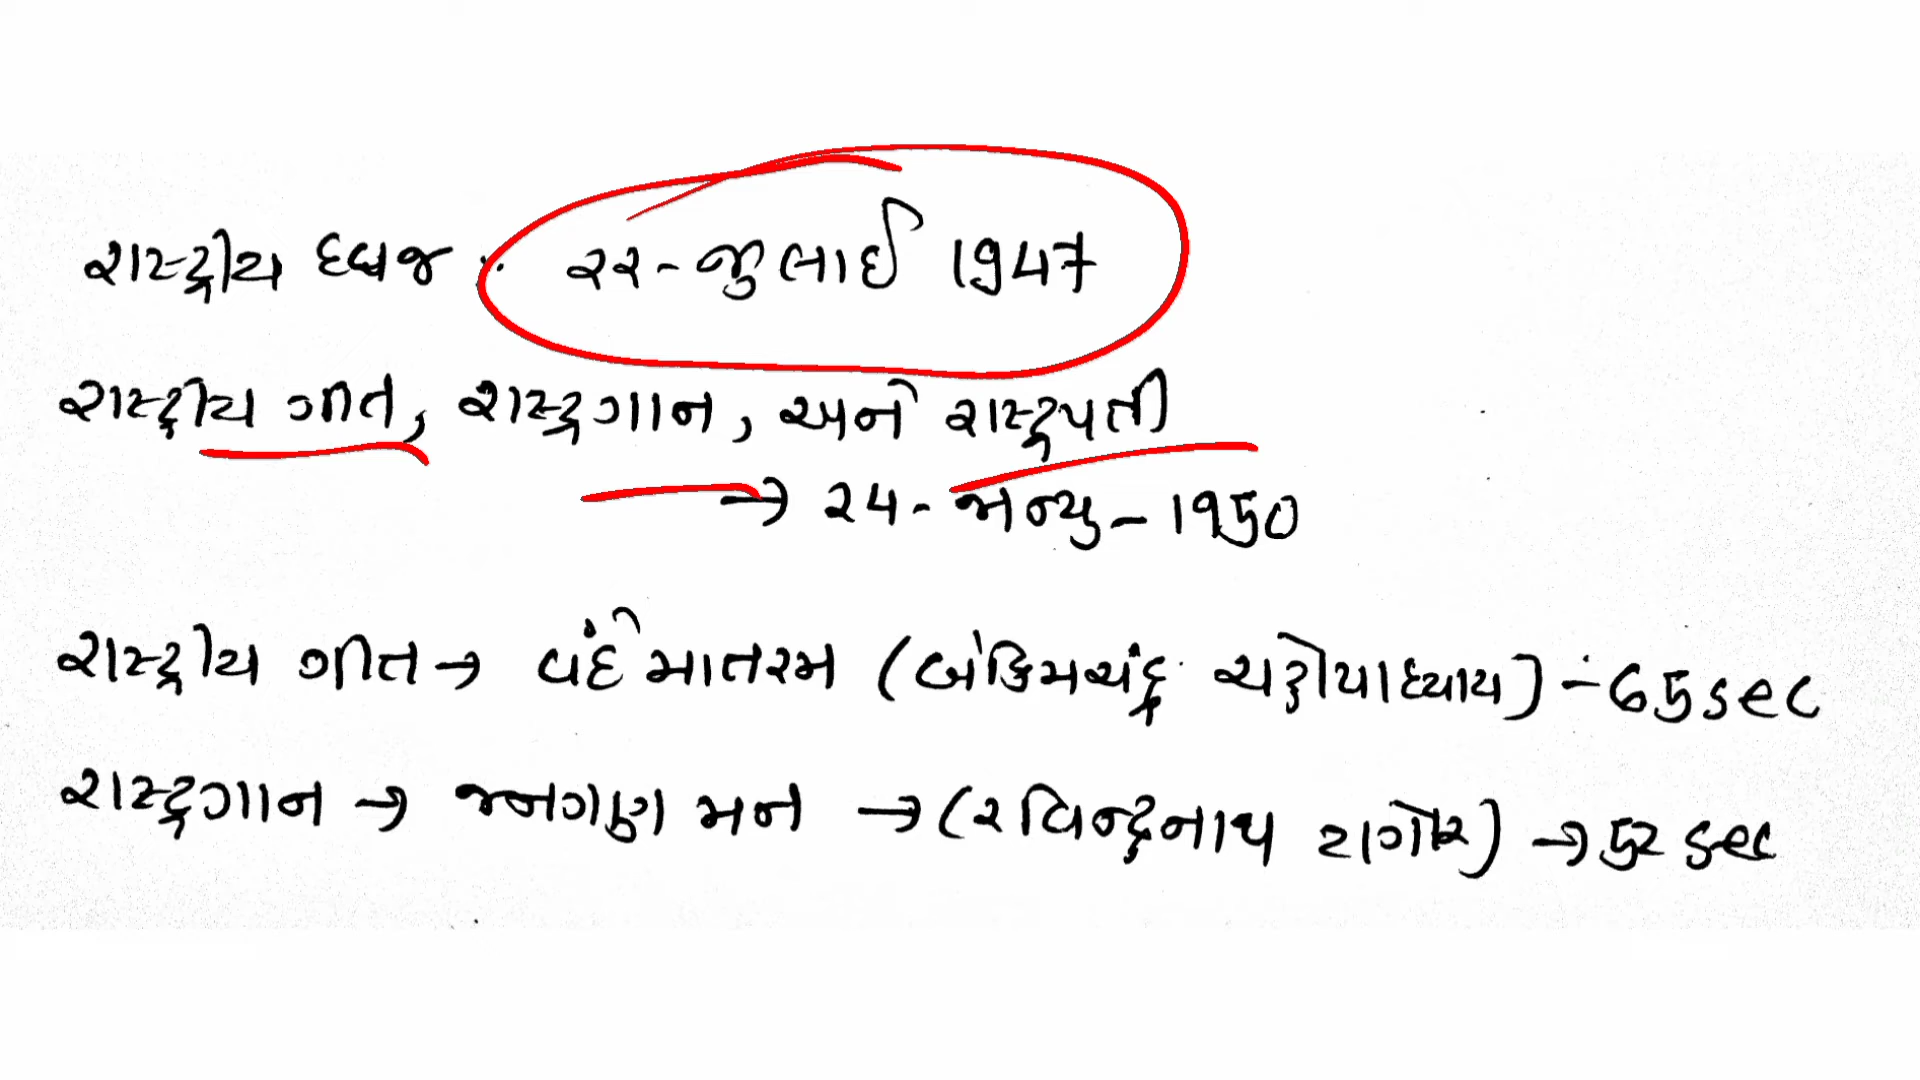 રાષ્ટ્રીય ધ્વજ : ૨૨-જુલાઈ 1947
રાષ્ટ્રીય ગીત, રાષ્ટ્રગાન, અને રાષ્ટ્રપતી
→ ૨૪-જાન્યુ-1950
રાષ્ટ્રીય ગીત → વંદેમાતરમ (બંકિમચંદ્ર ચટ્ટોપાધ્યાય) :- 65 sec
રાષ્ટ્રગાન → જનગણ મન → (રવિન્દ્રનાથ ટાગોર) → 52 sec